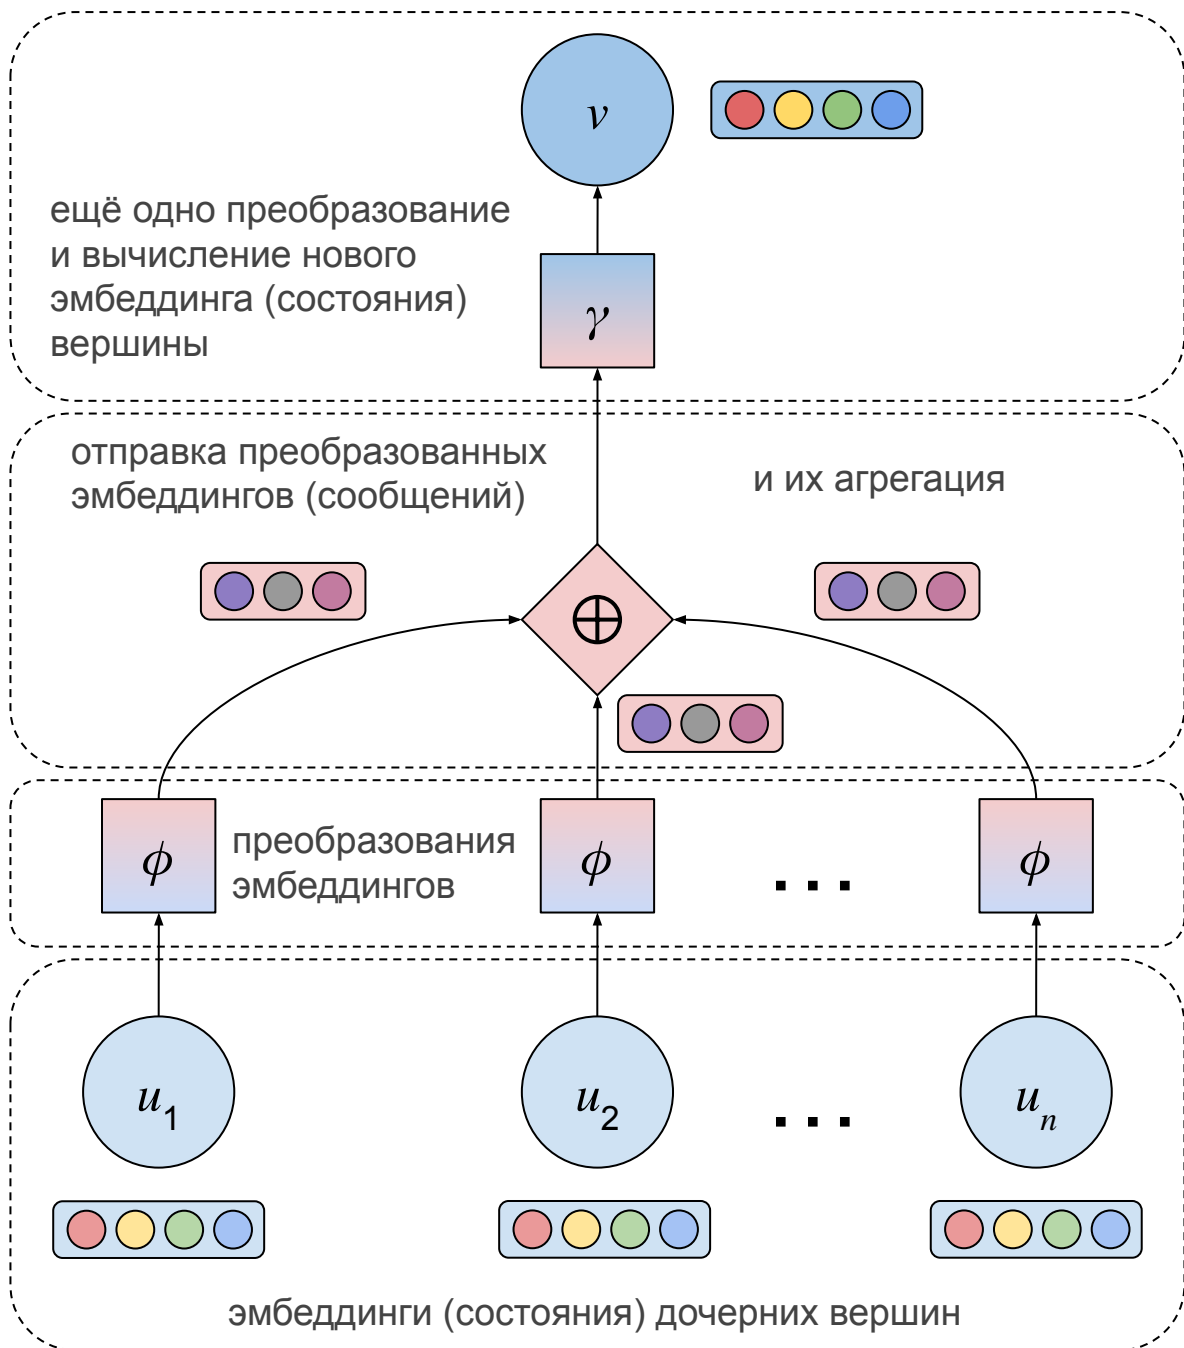 v
ещё одно преобразование
и вычисление нового
эмбеддинга (состояния)
вершины
γ
отправка преобразованных
эмбеддингов (сообщений)
и их агрегация
⊕
ϕ
преобразования
эмбеддингов
ϕ
. . .
ϕ
u₁
u₂
. . .
uₙ
эмбеддинги (состояния) дочерних вершин